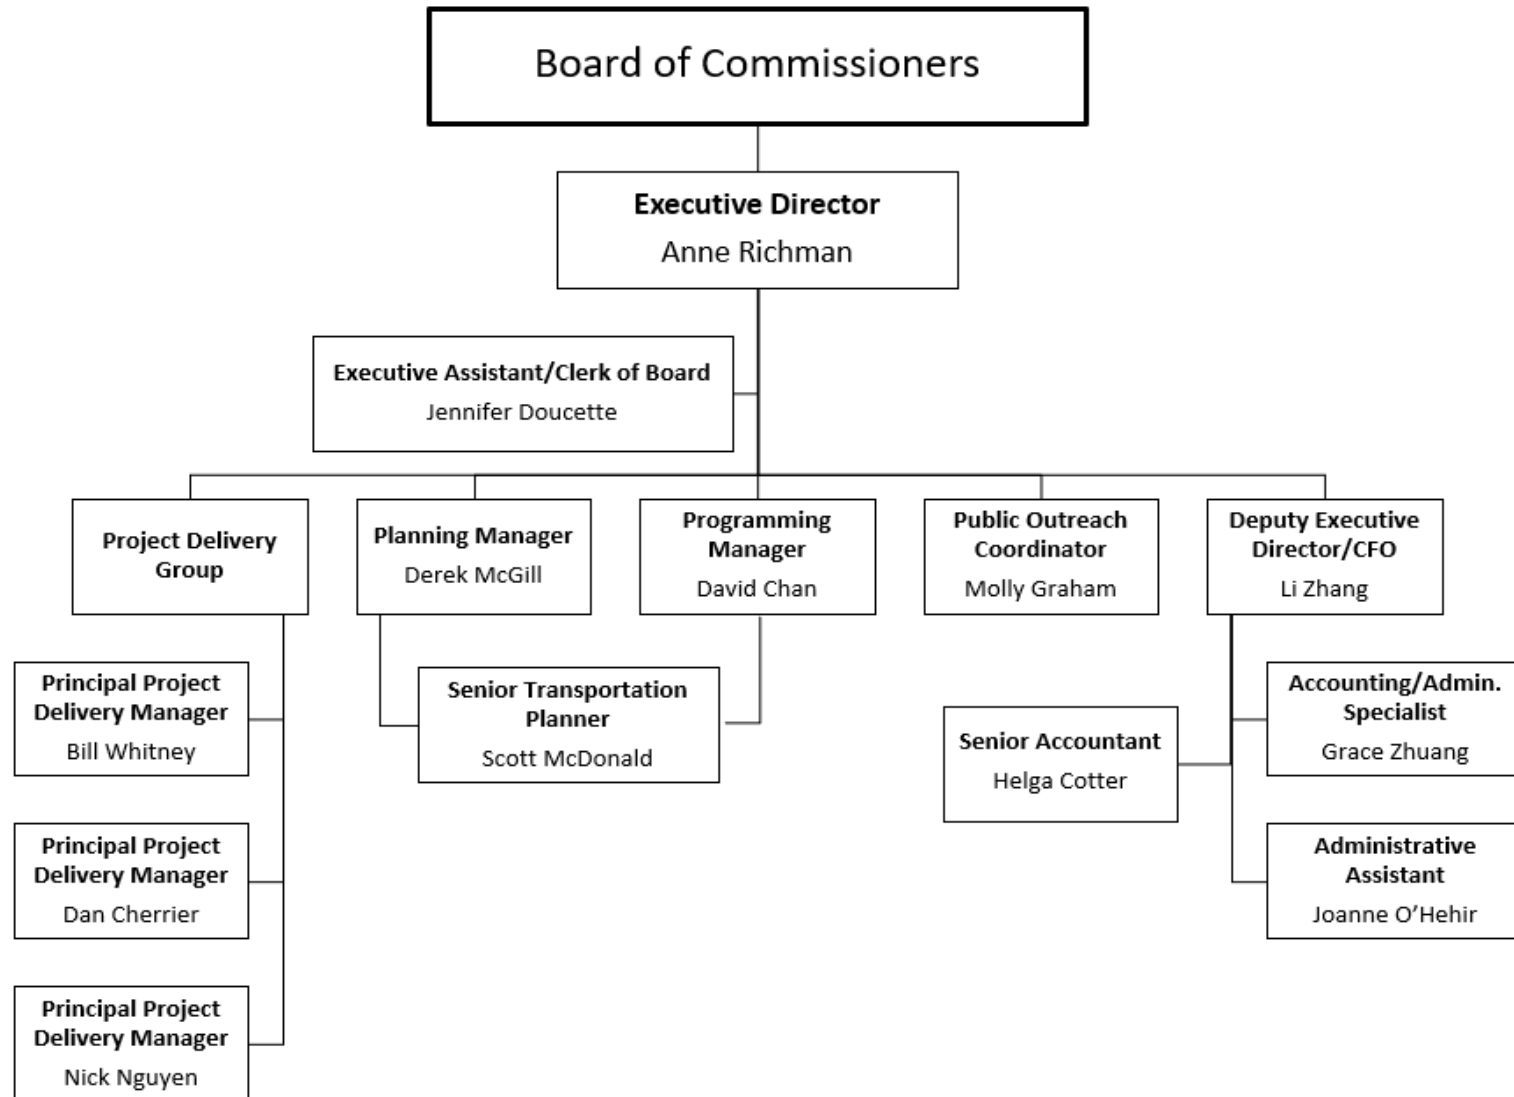 Board of Commissioners
Executive Director
Anne Richman
Executive Assistant/Clerk of Board
Jennifer Doucette
Project Delivery
Group
Planning Manager
Derek McGill
Programming
Manager
David Chan
Public Outreach
Coordinator
Molly Graham
Deputy Executive
Director/CFO
Li Zhang
Principal Project
Delivery Manager
Bill Whitney
Senior Transportation
Planner
Scott McDonald
Senior Accountant
Helga Cotter
Accounting/Admin.
Specialist
Grace Zhuang
Principal Project
Delivery Manager
Dan Cherrier
Administrative
Assistant
Joanne O’Hehir
Principal Project
Delivery Manager
Nick Nguyen